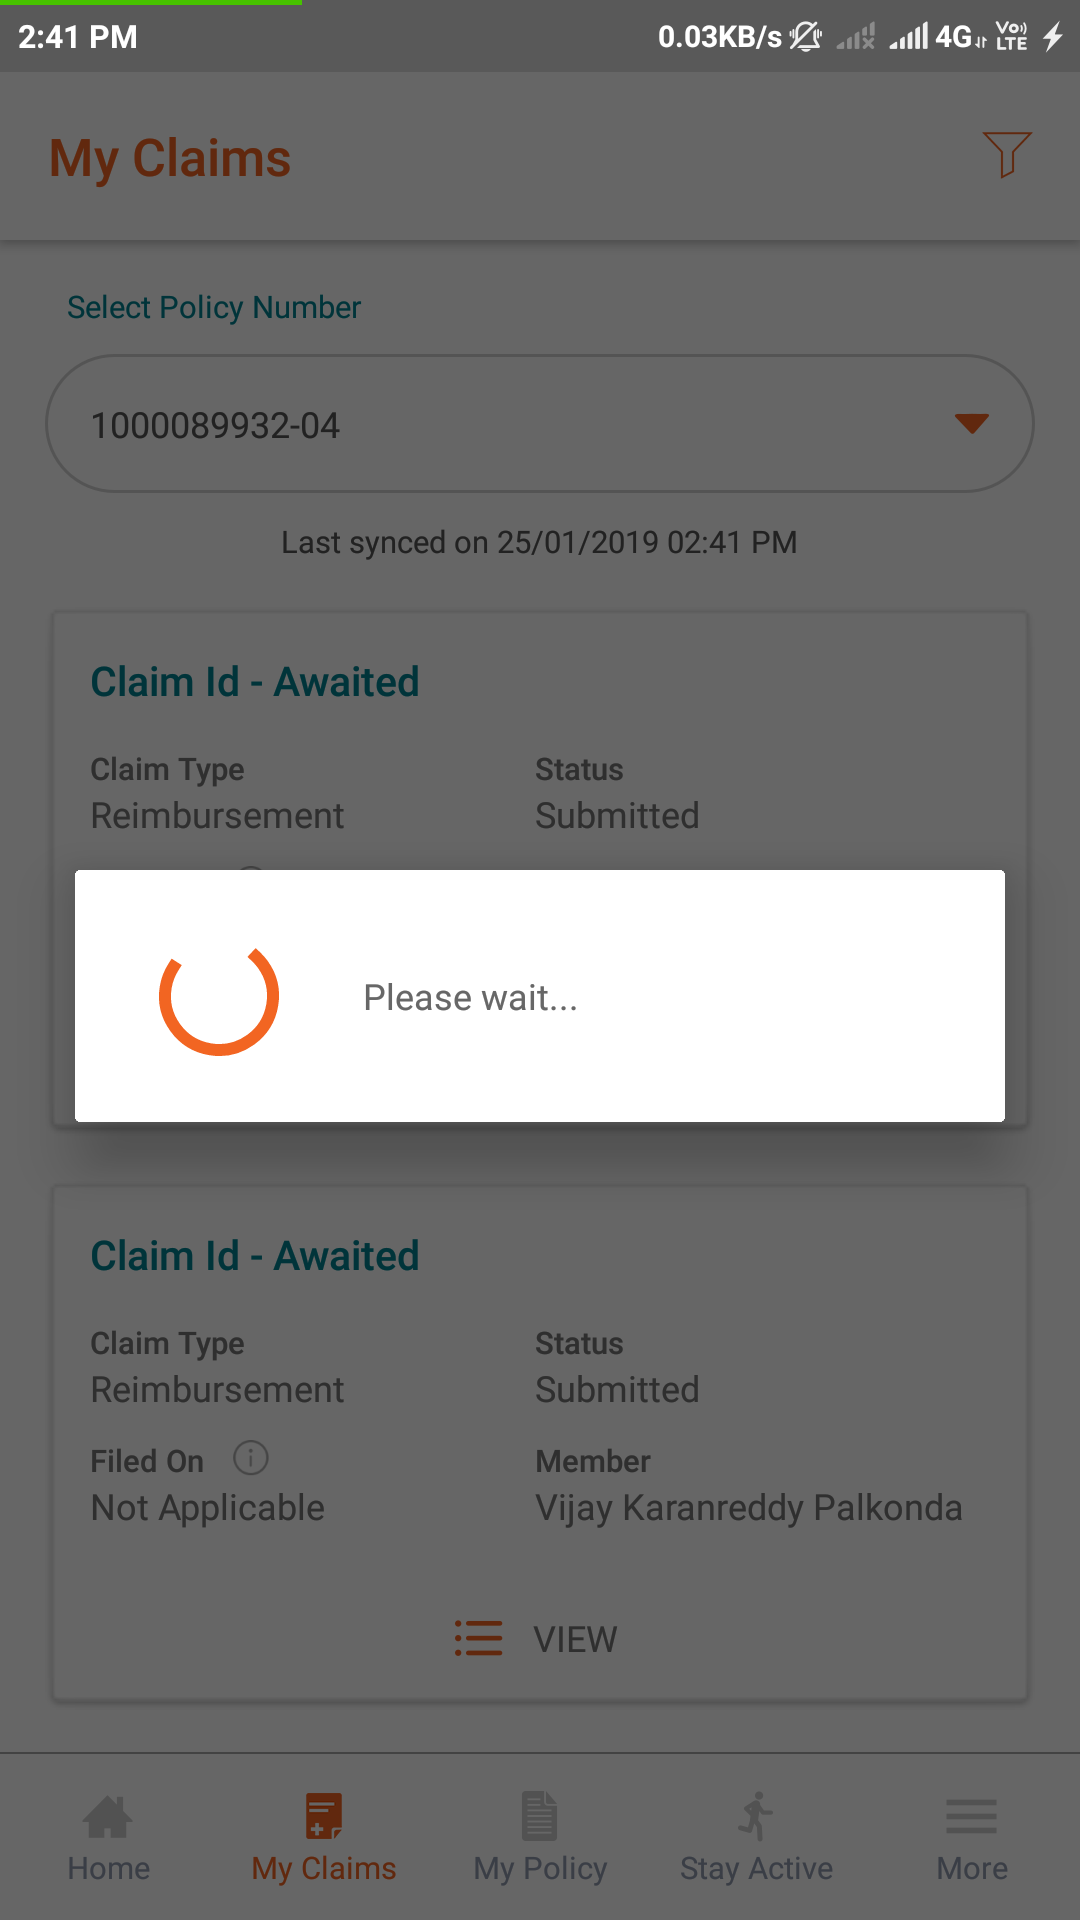 2:41 PM 0.03KB/s 4G VoLTE
My Claims
Select Policy Number
1000089932-04
Last synced on 25/01/2019 02:41 PM
Claim Id - Awaited
Claim Type Status
Reimbursement Submitted
Please wait...
Claim Id - Awaited
Claim Type Status
Reimbursement Submitted
Filed On Member
Not Applicable Vijay Karanreddy Palkonda
VIEW
Home My Claims My Policy Stay Active More